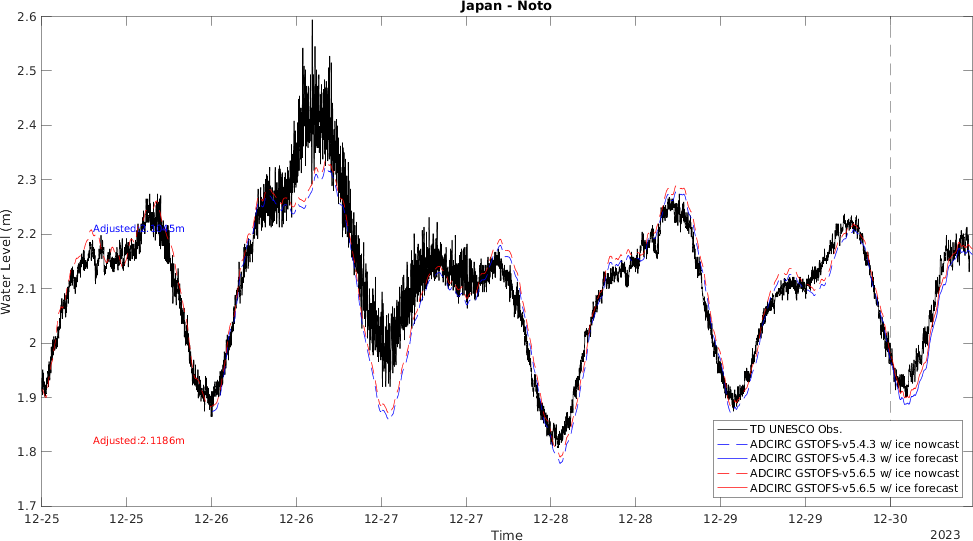 Japan - Noto
Water Level (m)
2.6
2.5
2.4
2.3
2.2
2.1
2
1.9
1.8
1.7
Adjusted:2.1186m
TD UNESCO Obs.
ADCIRC GSTOFS-v5.4.3 w/ ice nowcast
ADCIRC GSTOFS-v5.4.3 w/ ice forecast
ADCIRC GSTOFS-v5.6.5 w/ ice nowcast
ADCIRC GSTOFS-v5.6.5 w/ ice forecast
12-25 12-25 12-26 12-26 12-27 12-27 12-28 12-28 12-29 12-29 12-30
Time
2023